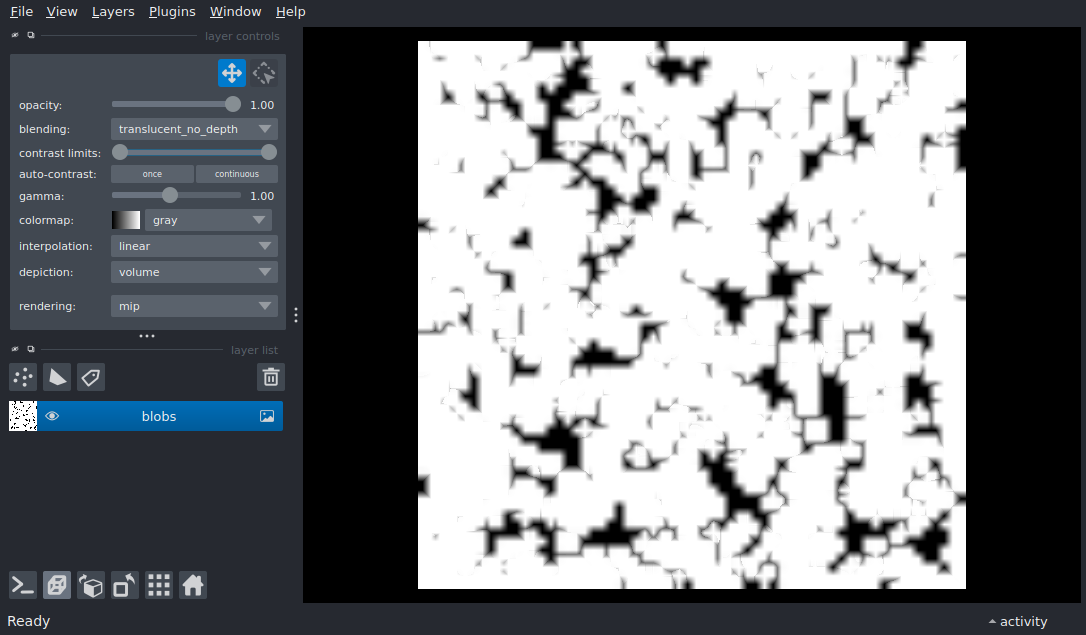 File View Layers Plugins Window Help
layer controls
opacity: 1.00
blending: translucent_no_depth
contrast limits:
auto-contrast: once continuous
gamma: 1.00
colormap: gray
interpolation: linear
depiction: volume
rendering: mip
layer list
blobs
Ready activity